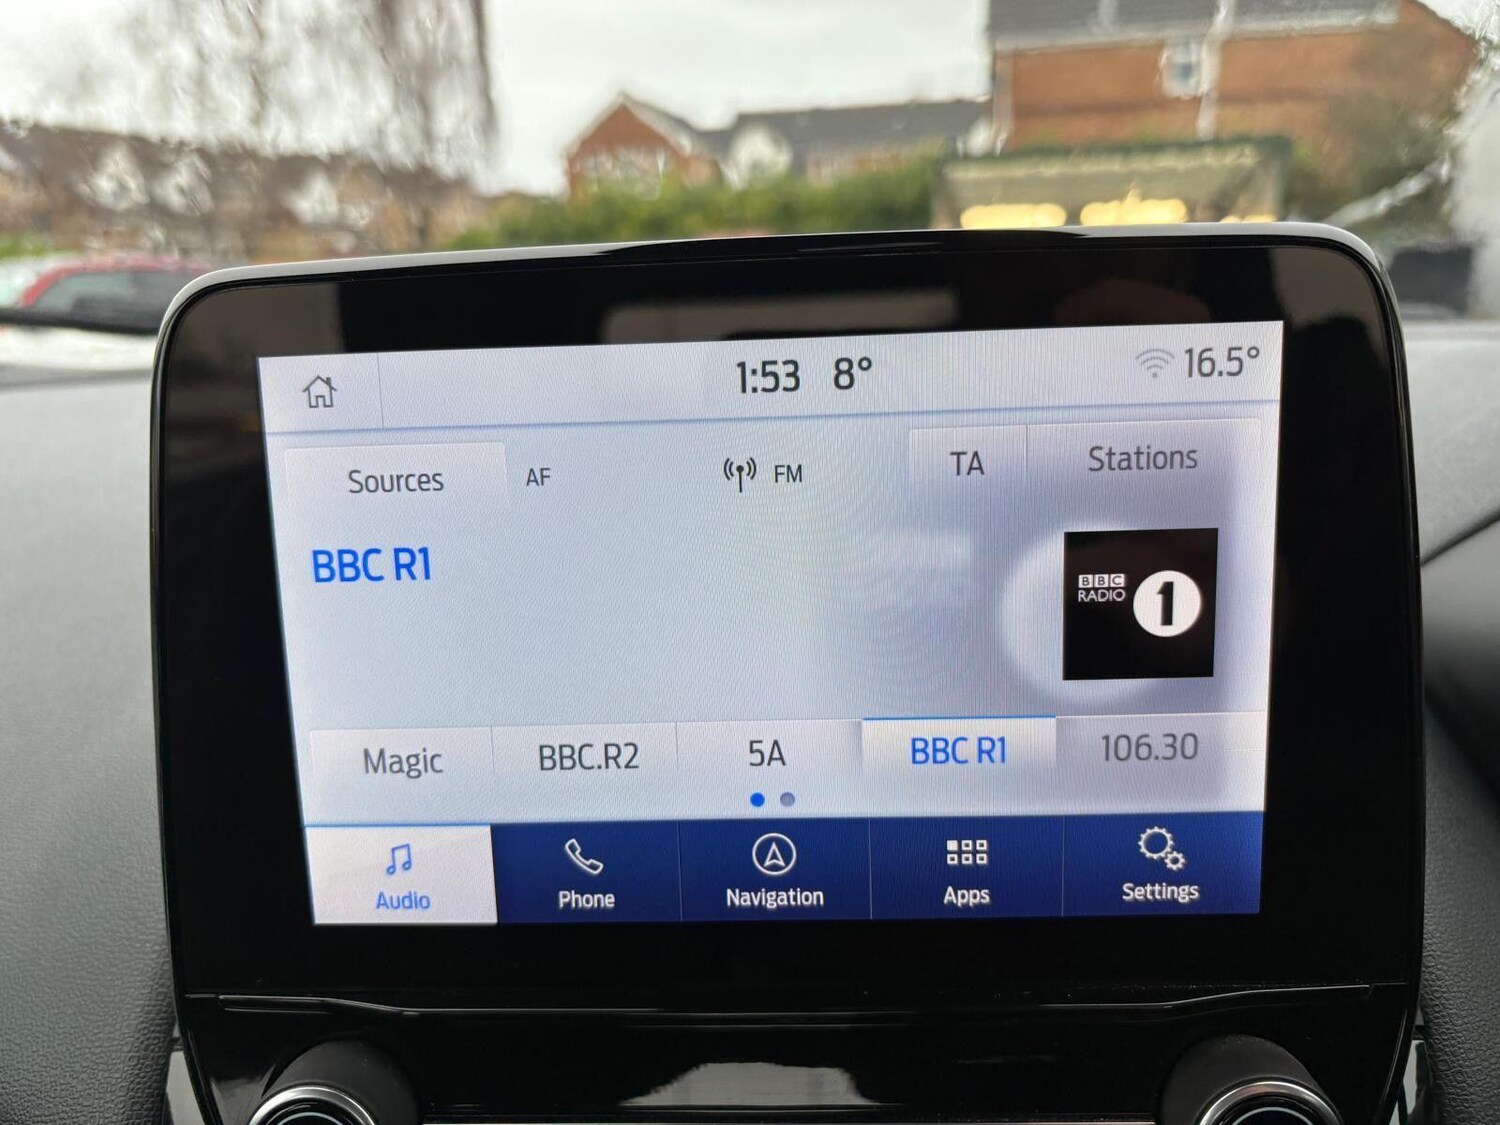 1:53 8° 16.5°
Sources AF FM TA Stations
BBC R1
BBC
RADIO 1
Magic BBC.R2 5A BBC R1 106.30
Audio Phone Navigation Apps Settings